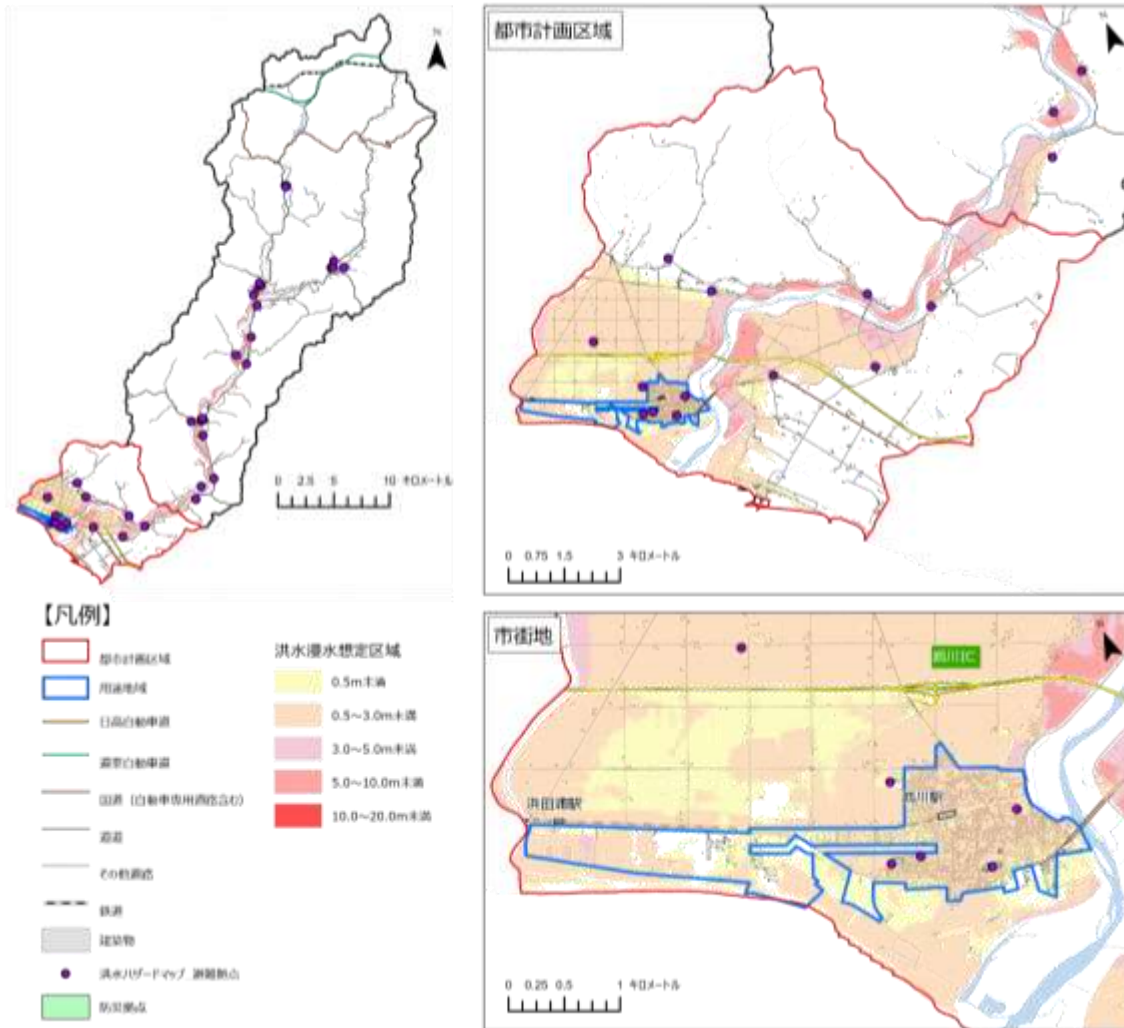 N
0 2.5 5 10 キロメートル
都市計画区域
N
0 0.75 1.5 3 キロメートル
【凡例】
都市計画区域
用途地域
日高自動車道
道東自動車道
国道（自動車専用道路含む）
道道
その他道路
鉄道
建築物
洪水ハザードマップ_避難拠点
防災拠点
洪水浸水想定区域
0.5m未満
0.5～3.0m未満
3.0～5.0m未満
5.0～10.0m未満
10.0～20.0m未満
市街地
鵡川IC
浜田浦駅
鵡川駅
0 0.25 0.5 1 キロメートル